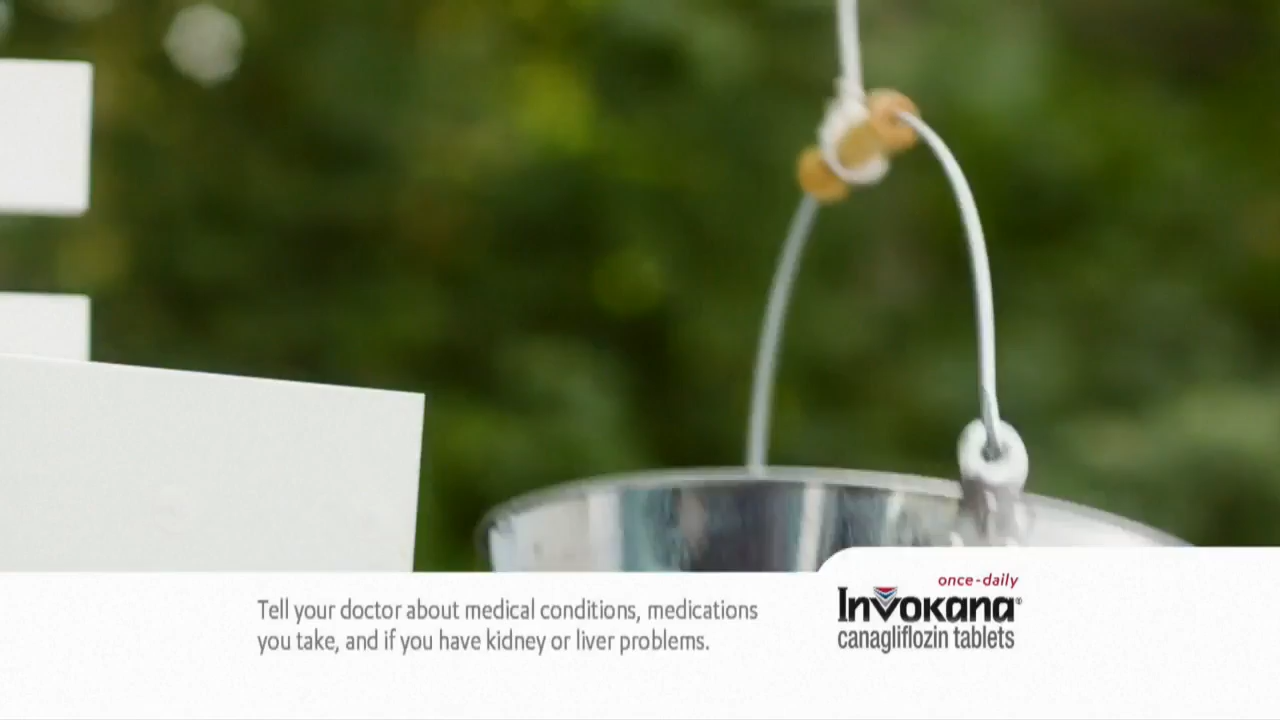 Tell your doctor about medical conditions, medications
you take, and if you have kidney or liver problems.
once-daily
Invokana®
canagliflozin tablets